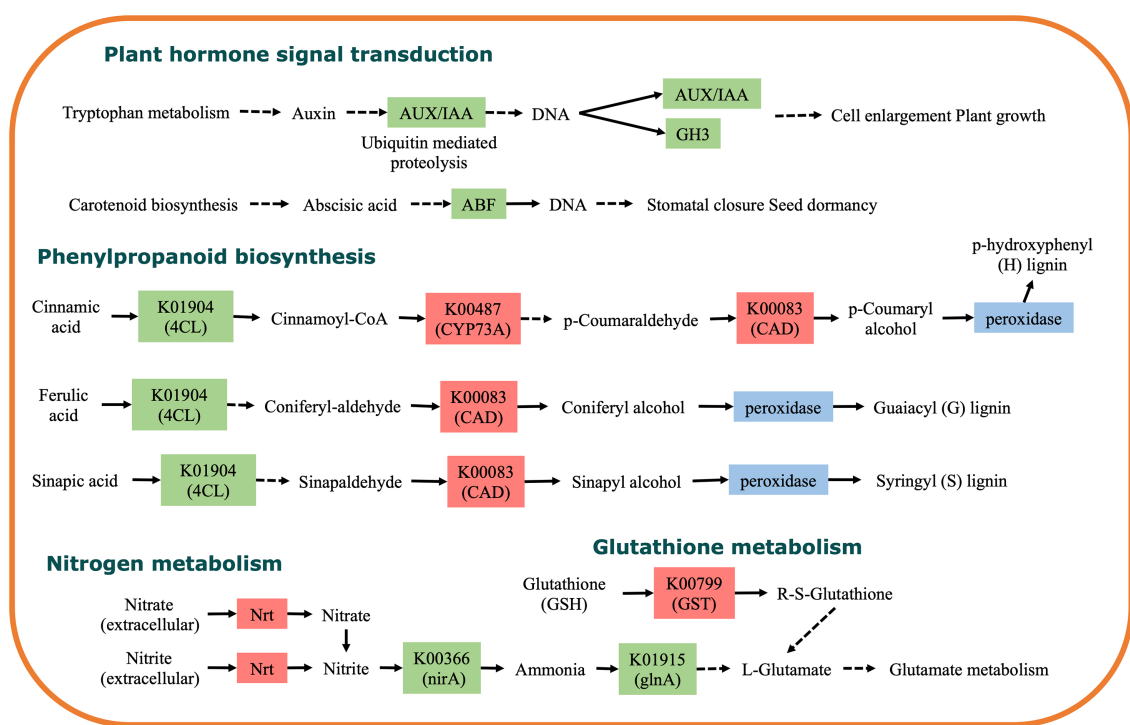 Plant hormone signal transduction
Tryptophan metabolism
Auxin
AUX/IAA
Ubiquitin mediated
proteolysis
DNA
AUX/IAA
GH3
Cell enlargement Plant growth
Carotenoid biosynthesis
Abscisic acid
ABF
DNA
Stomatal closure Seed dormancy
Phenylpropanoid biosynthesis
Cinnamic
acid
K01904
(4CL)
Cinnamoyl-CoA
K00487
(CYP73A)
p-Coumaraldehyde
K00083
(CAD)
p-Coumaryl
alcohol
peroxidase
p-hydroxyphenyl
(H) lignin
Ferulic
acid
K01904
(4CL)
Coniferyl-aldehyde
K00083
(CAD)
Coniferyl alcohol
peroxidase
Guaiacyl (G) lignin
Sinapic acid
K01904
(4CL)
Sinapaldehyde
K00083
(CAD)
Sinapyl alcohol
peroxidase
Syringyl (S) lignin
Nitrogen metabolism
Nitrate
(extracellular)
Nrt
Nitrate
Nitrite
(extracellular)
Nrt
Nitrite
K00366
(nirA)
Ammonia
K01915
(glnA)
L-Glutamate
Glutamate metabolism
Glutathione metabolism
Glutathione
(GSH)
K00799
(GST)
R-S-Glutathione